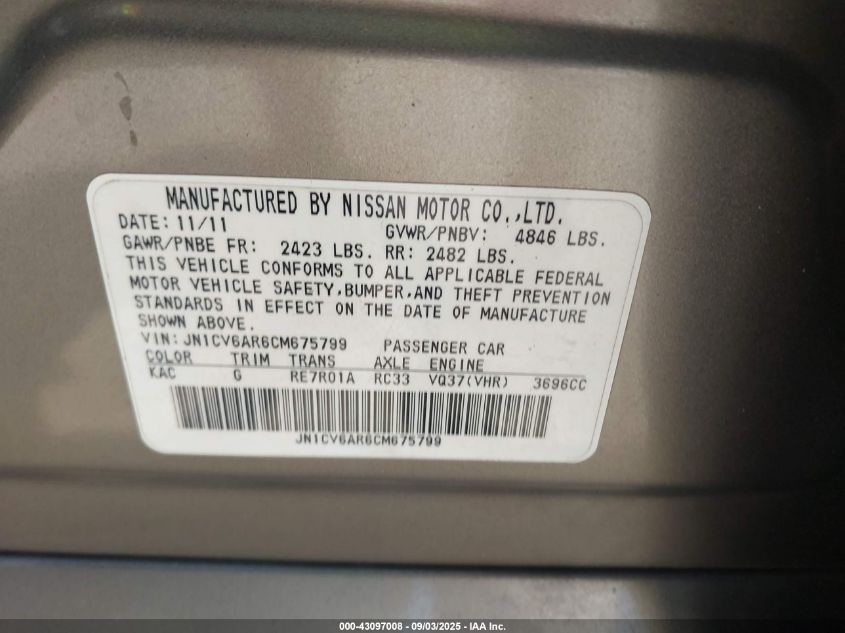 MANUFACTURED BY NISSAN MOTOR CO.,LTD.
DATE: 11/11 GVWR/PNBV: 4846 LBS.
GAWR/PNBE FR: 2423 LBS. RR: 2482 LBS.
THIS VEHICLE CONFORMS TO ALL APPLICABLE FEDERAL
MOTOR VEHICLE SAFETY,BUMPER,AND THEFT PREVENTION
STANDARDS IN EFFECT ON THE DATE OF MANUFACTURE
SHOWN ABOVE.
VIN: JN1CV6AR6CM675799 PASSENGER CAR
COLOR TRIM TRANS AXLE ENGINE
KAC G RE7R01A RC33 VQ37(VHR) 3696CC
JN1CV6AR6CM675799
000-43097008 - 09/03/2025 - IAA Inc.